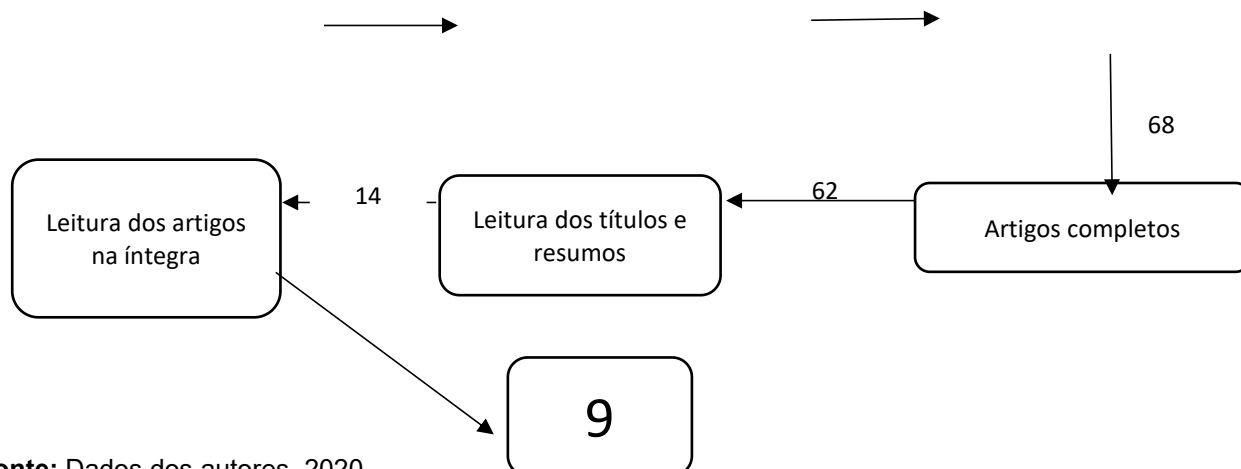 68
Leitura dos artigos
na íntegra
14
Leitura dos títulos e
resumos
62
Artigos completos
9
onte: Dados dos autores, 2020